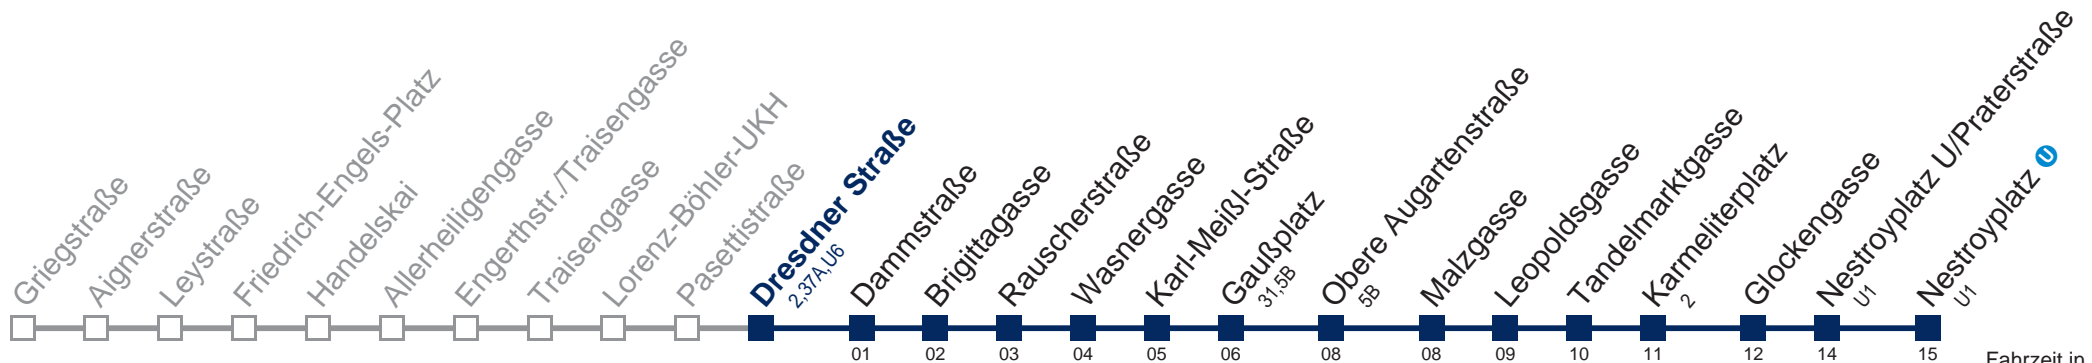 Griegstraße
Aignerstraße
Leystraße
Friedrich-Engels-Platz
Handelskai
Allerheiligengasse
Engerthstr./Traisengasse
Traisengasse
Lorenz-Böhler-UKH
Pasettistraße
Dresdner Straße
2,37A,U6
Dammstraße
Brigittagasse
Rauscherstraße
Wasnergasse
Karl-Meißl-Straße
Gaußplatz
31,5B
Obere Augartenstraße
5B
Malzgasse
Leopoldsgasse
Tandelmarktgasse
Karmeliterplatz
2
Glockengasse
Nestroyplatz U/Praterstraße
U1
Nestroyplatz U
U1
01 02 03 04 05 06 08 08 09 10 11 12 14 15
Fahrzeit in